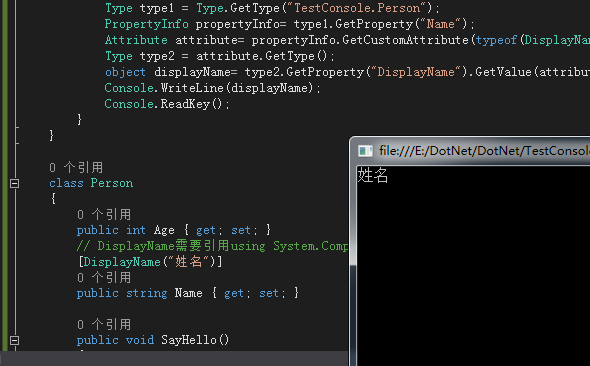 Type type1 = Type.GetType("TestConsole.Person");
PropertyInfo propertyInfo= type1.GetProperty("Name");
Attribute attribute= propertyInfo.GetCustomAttribute(typeof(DisplayNam
Type type2 = attribute.GetType();
object displayName= type2.GetProperty("DisplayName").GetValue(attribut
Console.WriteLine(displayName);
Console.ReadKey();
}
}
0 个引用
class Person
{
0 个引用
public int Age { get; set; }
// DisplayName需要引用using System.Comp
[DisplayName("姓名")]
0 个引用
public string Name { get; set; }
0 个引用
public void SayHello()
file:///E:/DotNet/DotNet/TestConsole
姓名